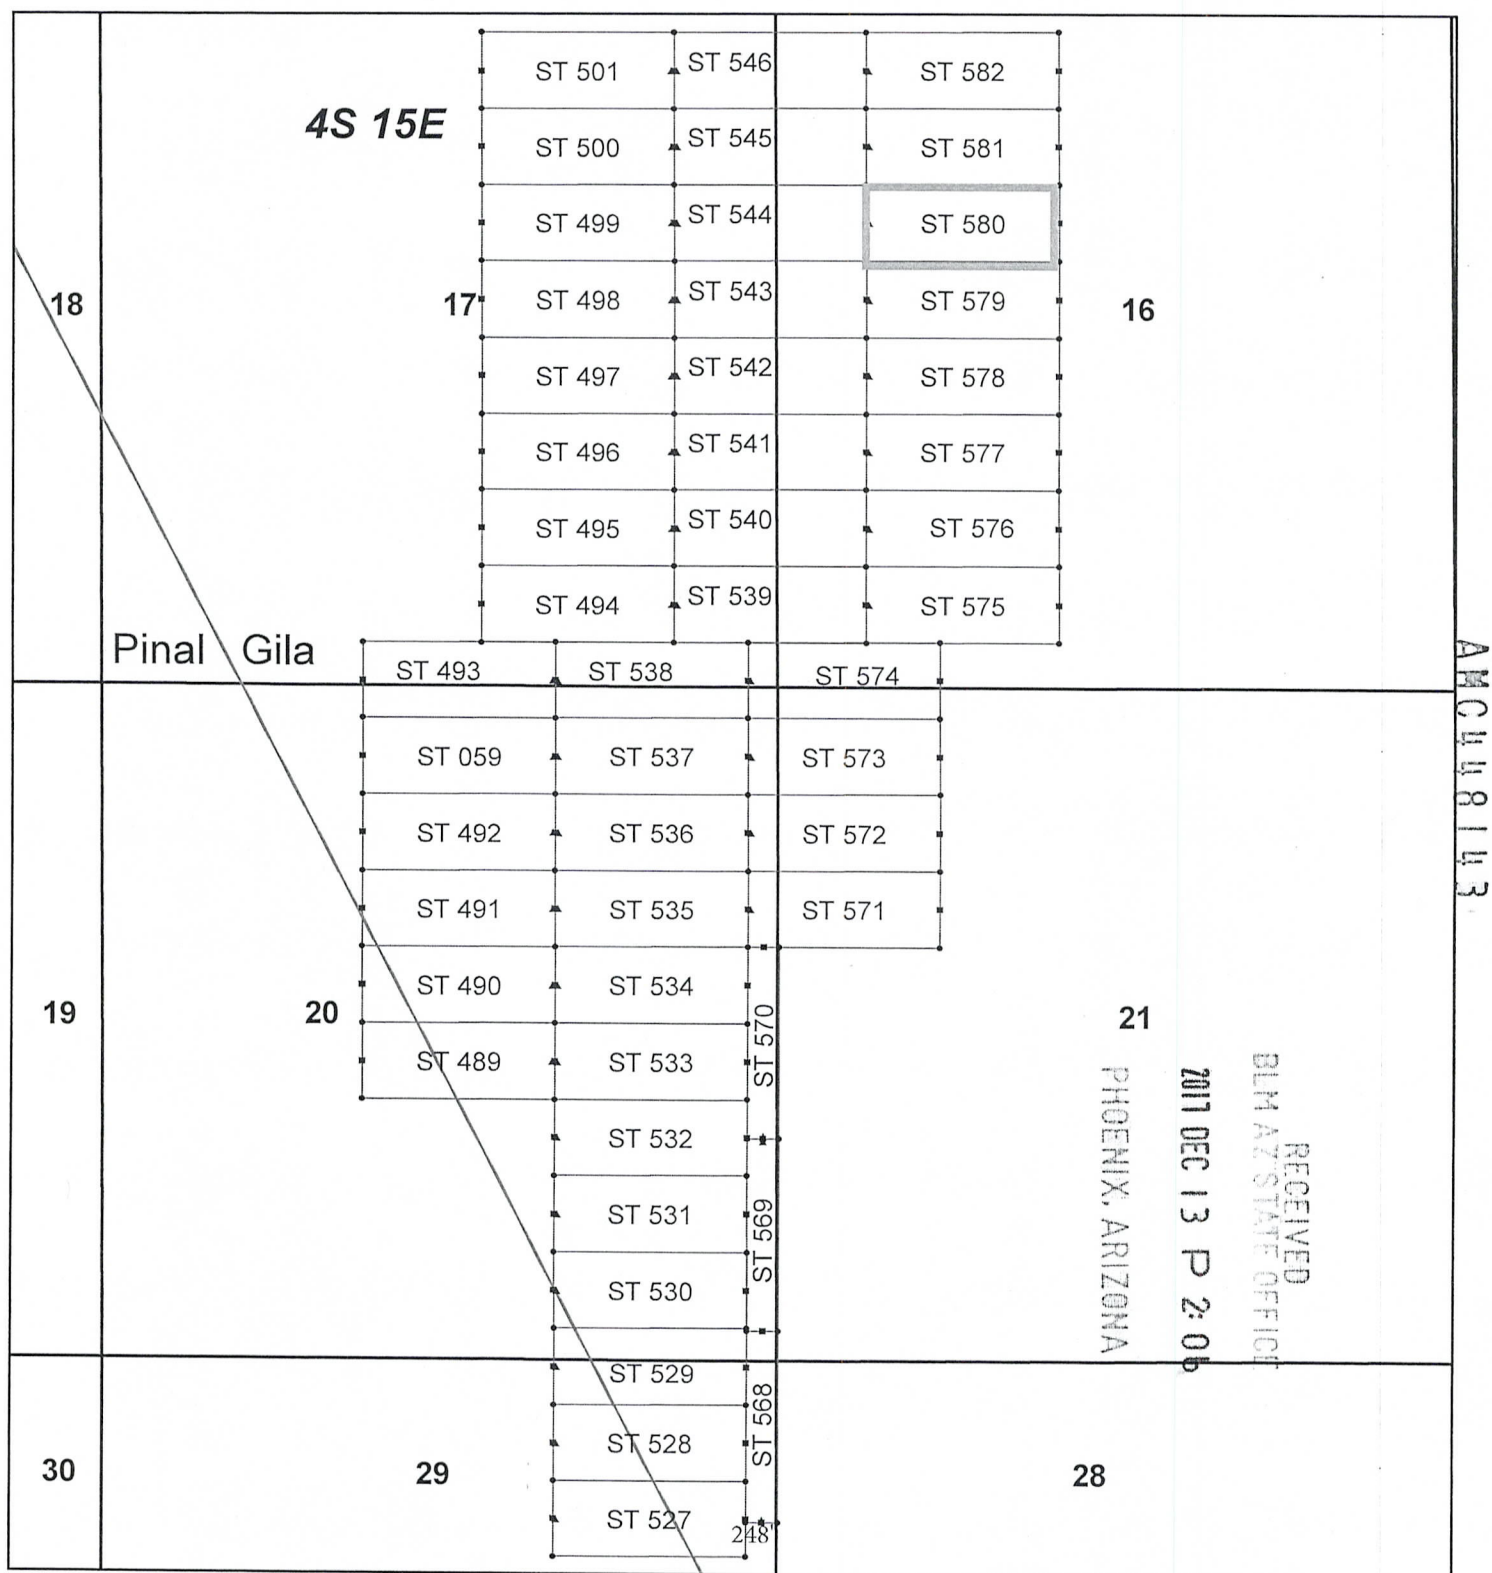 ST 501
ST 546
ST 582
4S 15E
ST 500
ST 545
ST 581
ST 499
ST 544
ST 580
18
17
ST 498
ST 543
ST 579
16
ST 497
ST 542
ST 578
ST 496
ST 541
ST 577
ST 495
ST 540
ST 576
ST 494
ST 539
ST 575
Pinal
Gila
ST 493
ST 538
ST 574
ST 059
ST 537
ST 573
ST 492
ST 536
ST 572
ST 491
ST 535
ST 571
ST 490
ST 534
19
20
21
ST 570
ST 489
ST 533
ST 532
ST 531
ST 569
ST 530
ST 529
ST 568
30
29
ST 528
28
ST 527
248'
AMC448143
RECEIVED
BLM AZ STATE OFFICE
2017 DEC 13 P 2:06
PHOENIX, ARIZONA